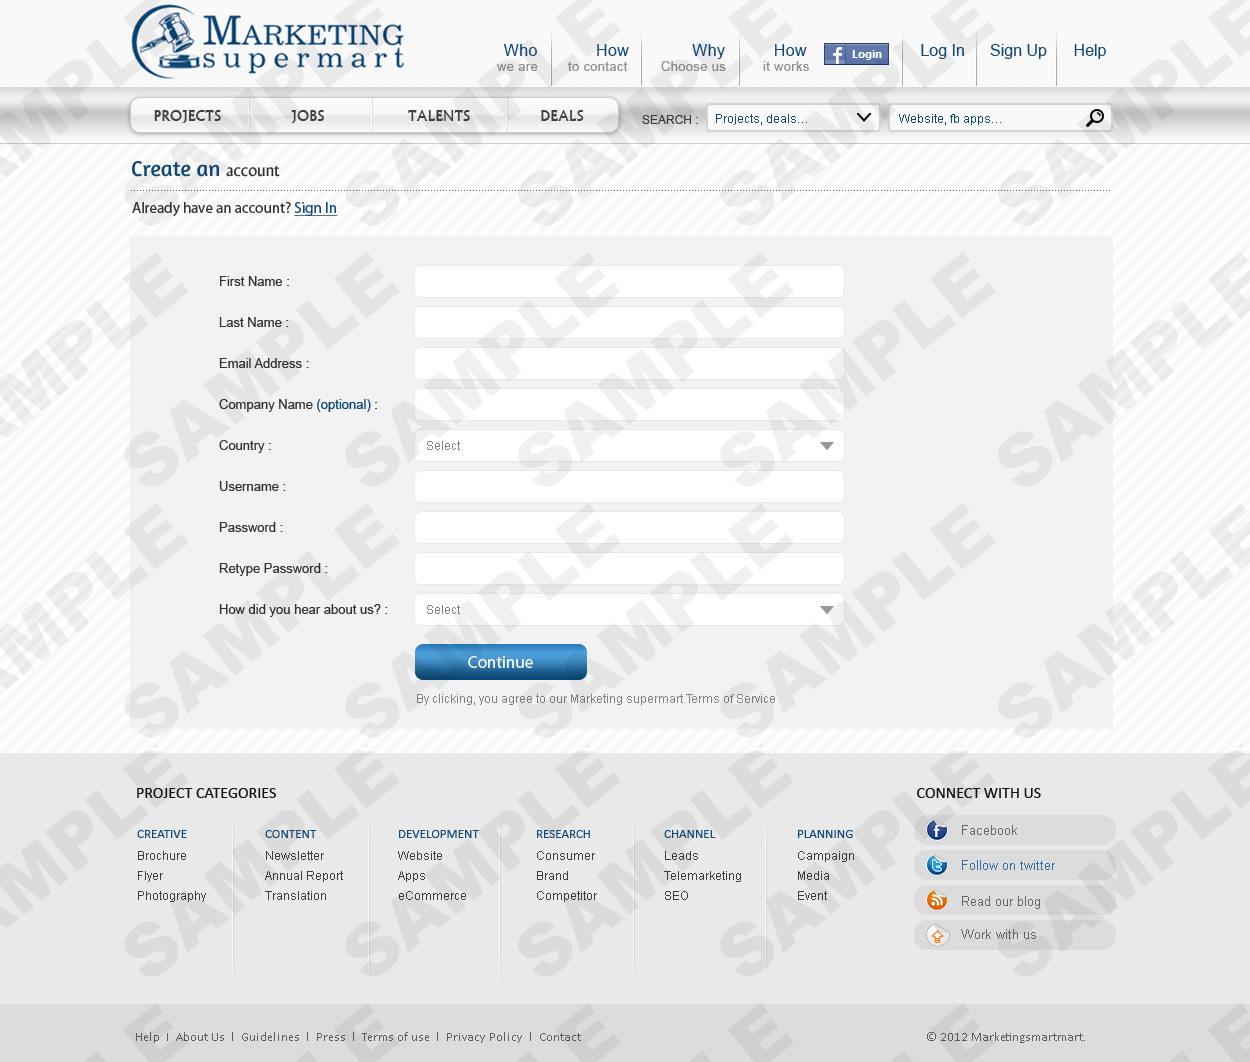 MARKETING
supermart
Who
we are
How
to contact
Why
Choose us
How
it works
f Login
Log In
Sign Up
Help
PROJECTS
JOBS
TALENTS
DEALS
SEARCH :
Projects, deals...
Website, fb apps...
Create an account
Already have an account? Sign In
First Name :
Last Name :
Email Address :
Company Name (optional) :
Country :
Select
Username :
Password :
Retype Password :
How did you hear about us? :
Select
Continue
By clicking, you agree to our Marketing supermart Terms of Service
PROJECT CATEGORIES
CREATIVE
Brochure
Flyer
Photography
CONTENT
Newsletter
Annual Report
Translation
DEVELOPMENT
Website
Apps
eCommerce
RESEARCH
Consumer
Brand
Competitor
CHANNEL
Leads
Telemarketing
SEO
PLANNING
Campaign
Media
Event
CONNECT WITH US
Facebook
Follow on twitter
Read our blog
Work with us
Help | About Us | Guidelines | Press | Terms of use | Privacy Policy | Contact
© 2012 Marketingsmartmart.
SAMPLE